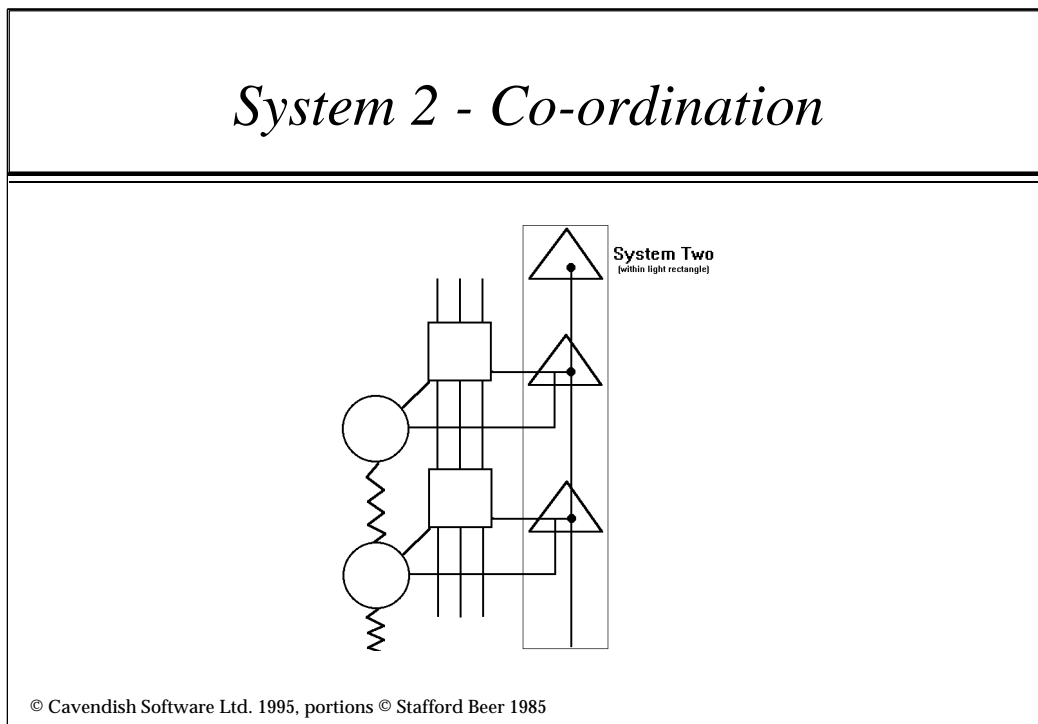 System 2 - Co-ordination
System Two
(within light rectangle)
© Cavendish Software Ltd. 1995, portions © Stafford Beer 1985